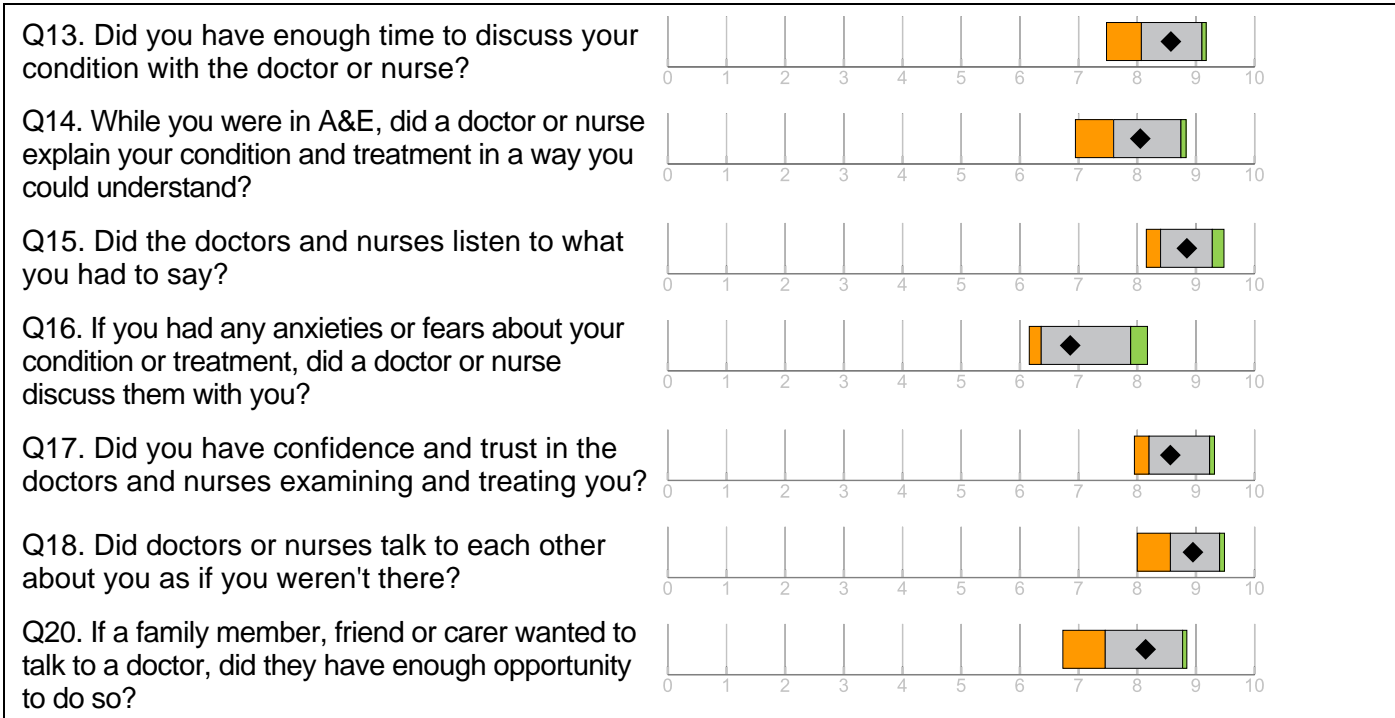 Q13. Did you have enough time to discuss your
condition with the doctor or nurse?
0 1 2 3 4 5 6 7 8 9 10
Q14. While you were in A&E, did a doctor or nurse
explain your condition and treatment in a way you
could understand?
0 1 2 3 4 5 6 7 8 9 10
Q15. Did the doctors and nurses listen to what
you had to say?
0 1 2 3 4 5 6 7 8 9 10
Q16. If you had any anxieties or fears about your
condition or treatment, did a doctor or nurse
discuss them with you?
0 1 2 3 4 5 6 7 8 9 10
Q17. Did you have confidence and trust in the
doctors and nurses examining and treating you?
0 1 2 3 4 5 6 7 8 9 10
Q18. Did doctors or nurses talk to each other
about you as if you weren't there?
0 1 2 3 4 5 6 7 8 9 10
Q20. If a family member, friend or carer wanted to
talk to a doctor, did they have enough opportunity
to do so?
0 1 2 3 4 5 6 7 8 9 10